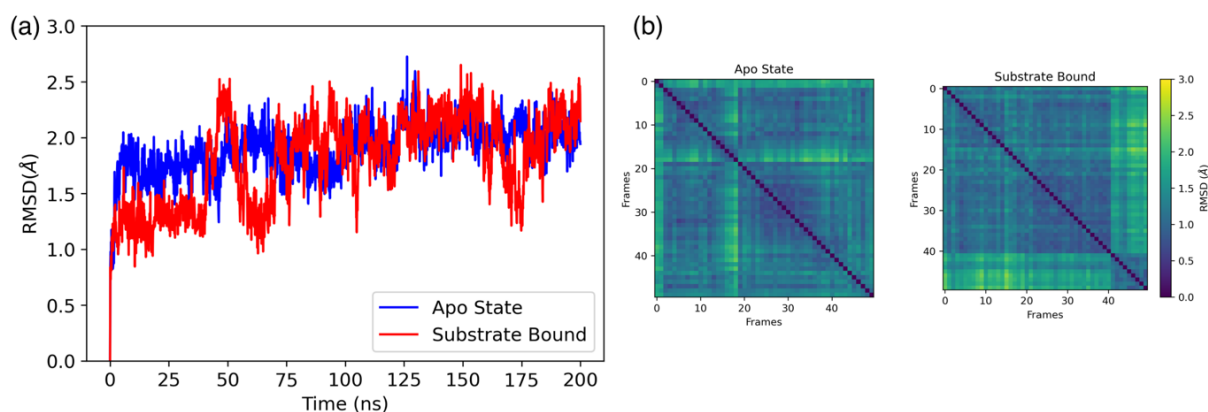 (a)
3.0
2.5
2.0
1.5
1.0
0.5
0.0
RMSD(Å)
Apo State
Substrate Bound
0 25 50 75 100 125 150 175 200
Time (ns)
(b)
Apo State
0
10
20
30
40
Frames
0 10 20 30 40
Frames
Substrate Bound
0
10
20
30
40
Frames
0 10 20 30 40
Frames
3.0
2.5
2.0
1.5
1.0
0.5
0.0
RMSD (Å)